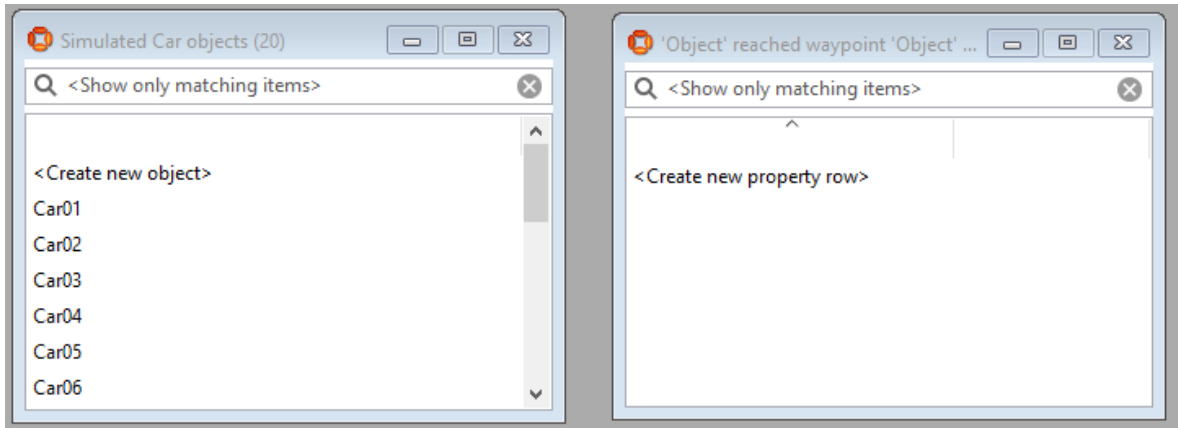 Simulated Car objects (20)
<Show only matching items>
<Create new object>
Car01
Car02
Car03
Car04
Car05
Car06
'Object' reached waypoint 'Object' ...
<Show only matching items>
<Create new property row>